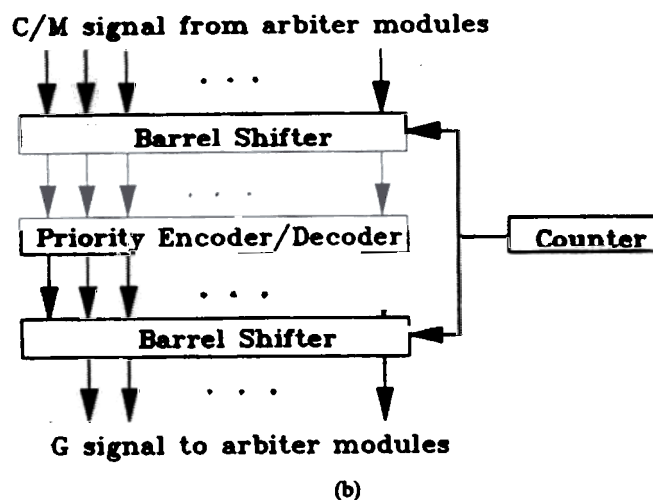 C/M signal from arbiter modules
Barrel Shifter
Priority Encoder/Decoder
Counter
Barrel Shifter
G signal to arbiter modules
(b)